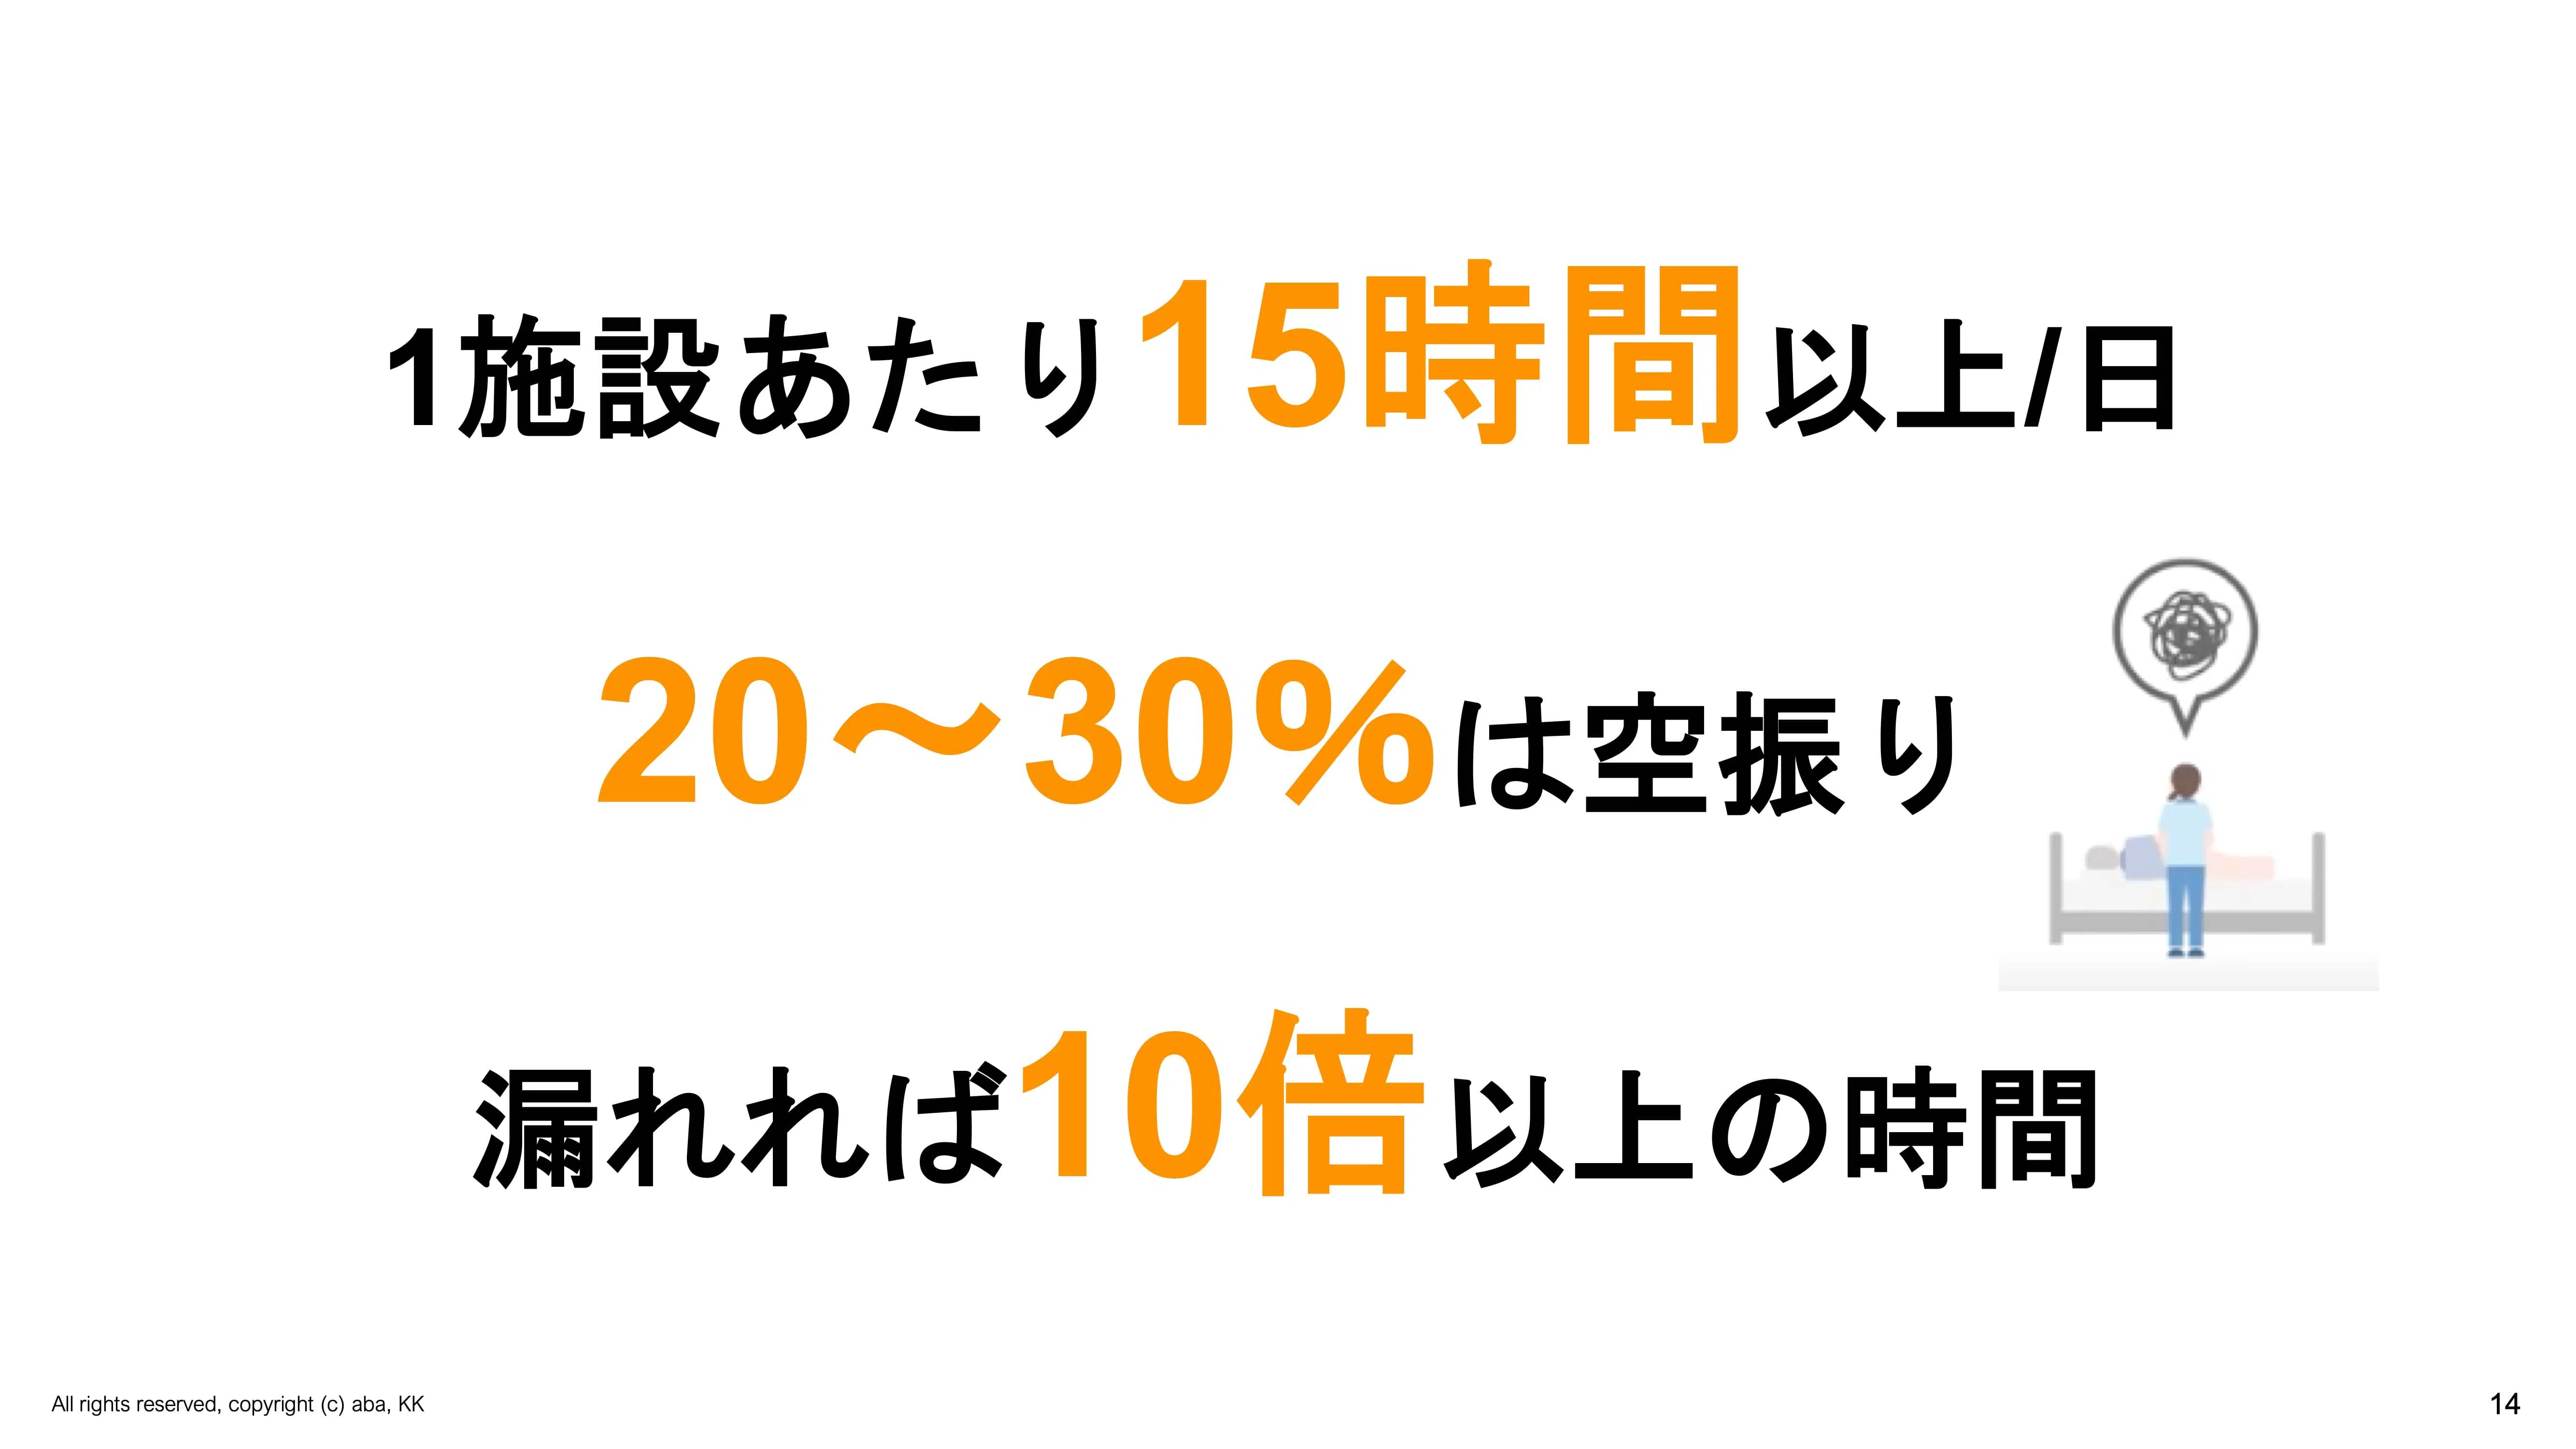 1施設あたり15時間以上/日
20〜30%は空振り
漏れれば10倍以上の時間
All rights reserved, copyright (c) aba, KK
14